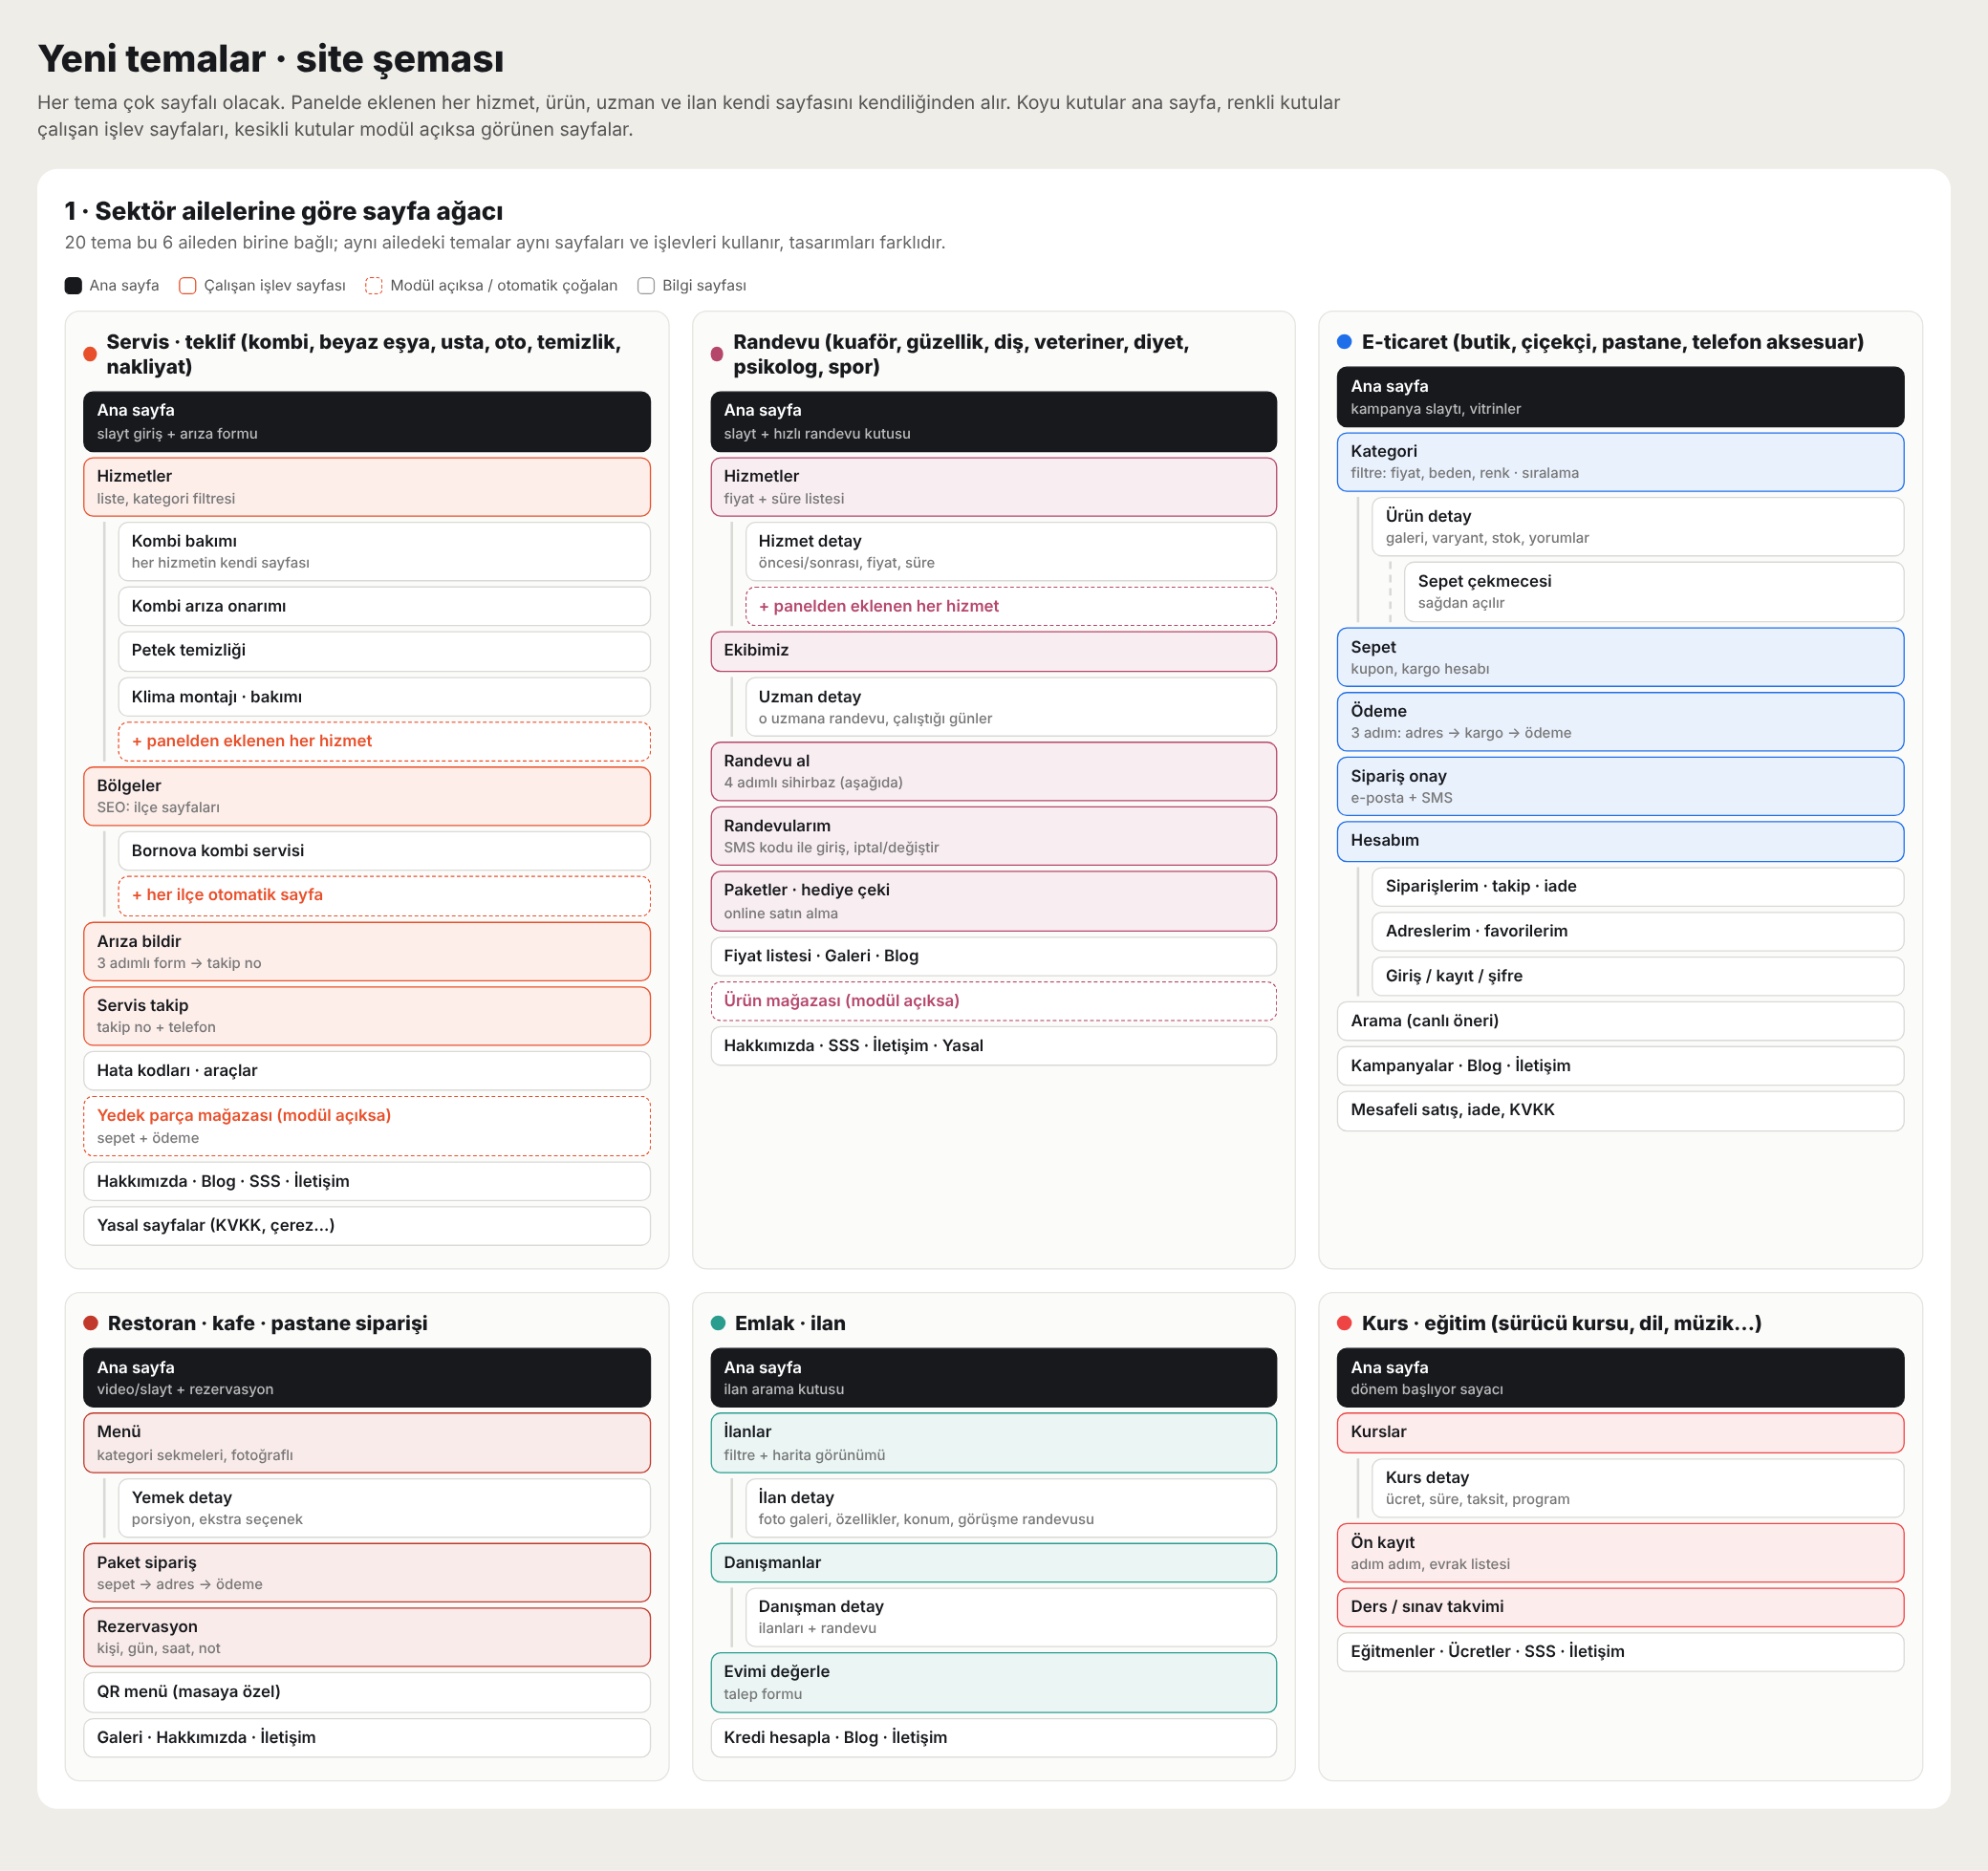 Yeni temalar · site şeması
Her tema çok sayfalı olacak. Panelde eklenen her hizmet, ürün, uzman ve ilan kendi sayfasını kendiliğinden alır. Koyu kutular ana sayfa, renkli kutular
çalışan işlev sayfaları, kesikli kutular modül açıksa görünen sayfalar.
1 · Sektör ailelerine göre sayfa ağacı
20 tema bu 6 aileden birine bağlı; aynı ailedeki temalar aynı sayfaları ve işlevleri kullanır, tasarımları farklıdır.
Ana sayfa
Çalışan işlev sayfası
Modül açıksa / otomatik çoğalan
Bilgi sayfası
Servis · teklif (kombi, beyaz eşya, usta, oto, temizlik,
nakliyat)
Ana sayfa
slayt giriş + arıza formu
Hizmetler
liste, kategori filtresi
Kombi bakımı
her hizmetin kendi sayfası
Kombi arıza onarımı
Petek temizliği
Klima montajı · bakımı
+ panelden eklenen her hizmet
Bölgeler
SEO: ilçe sayfaları
Bornova kombi servisi
+ her ilçe otomatik sayfa
Arıza bildir
3 adımlı form → takip no
Servis takip
takip no + telefon
Hata kodları · araçlar
Yedek parça mağazası (modül açıksa)
sepet + ödeme
Hakkımızda · Blog · SSS · İletişim
Yasal sayfalar (KVKK, çerez...)
Randevu (kuaför, güzellik, diş, veteriner, diyet,
psikolog, spor)
Ana sayfa
slayt + hızlı randevu kutusu
Hizmetler
fiyat + süre listesi
Hizmet detay
öncesi/sonrası, fiyat, süre
+ panelden eklenen her hizmet
Ekibimiz
Uzman detay
o uzmana randevu, çalıştığı günler
Randevu al
4 adımlı sihirbaz (aşağıda)
Randevularım
SMS kodu ile giriş, iptal/değiştir
Paketler · hediye çeki
online satın alma
Fiyat listesi · Galeri · Blog
Ürün mağazası (modül açıksa)
Hakkımızda · SSS · İletişim · Yasal
E-ticaret (butik, çiçekçi, pastane, telefon aksesuar)
Ana sayfa
kampanya slaytı, vitrinler
Kategori
filtre: fiyat, beden, renk · sıralama
Ürün detay
galeri, varyant, stok, yorumlar
Sepet çekmecesi
sağdan açılır
Sepet
kupon, kargo hesabı
Ödeme
3 adım: adres → kargo → ödeme
Sipariş onay
e-posta + SMS
Hesabım
Siparişlerim · takip · iade
Adreslerim · favorilerim
Giriş / kayıt / şifre
Arama (canlı öneri)
Kampanyalar · Blog · İletişim
Mesafeli satış, iade, KVKK
Restoran · kafe · pastane siparişi
Ana sayfa
video/slayt + rezervasyon
Menü
kategori sekmeleri, fotoğraflı
Yemek detay
porsiyon, ekstra seçenek
Paket sipariş
sepet → adres → ödeme
Rezervasyon
kişi, gün, saat, not
QR menü (masaya özel)
Galeri · Hakkımızda · İletişim
Emlak · ilan
Ana sayfa
ilan arama kutusu
İlanlar
filtre + harita görünümü
İlan detay
foto galeri, özellikler, konum, görüşme randevusu
Danışmanlar
Danışman detay
ilanları + randevu
Evimi değerle
talep formu
Kredi hesapla · Blog · İletişim
Kurs · eğitim (sürücü kursu, dil, müzik...)
Ana sayfa
dönem başlıyor sayacı
Kurslar
Kurs detay
ücret, süre, taksit, program
Ön kayıt
adım adım, evrak listesi
Ders / sınav takvimi
Eğitmenler · Ücretler · SSS · İletişim